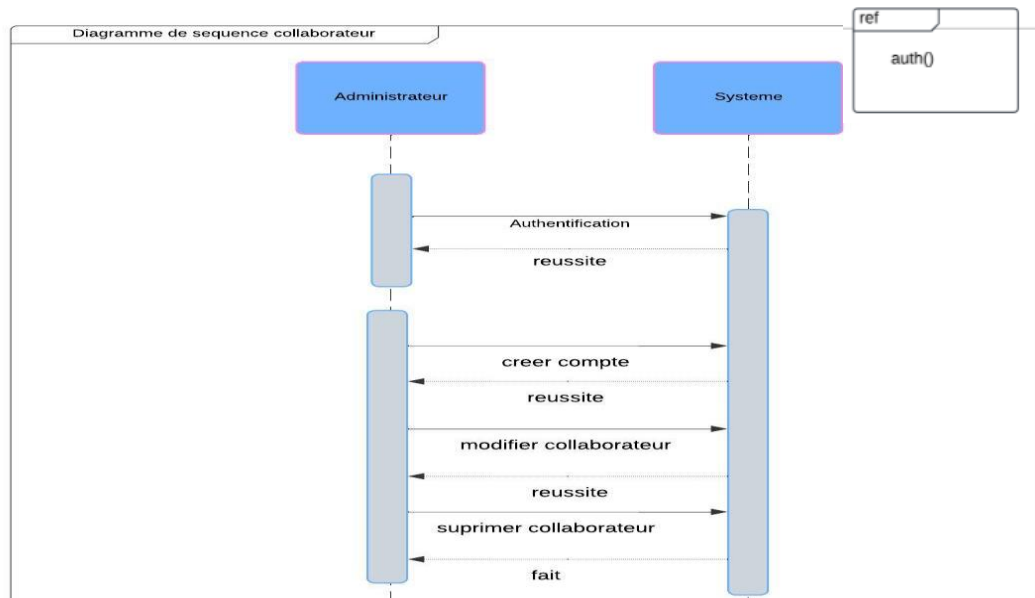 ref
Diagramme de sequence collaborateur
auth()
Administrateur
Systeme
Authentification
reussite
creer compte
reussite
modifier collaborateur
reussite
suprimer collaborateur
fait